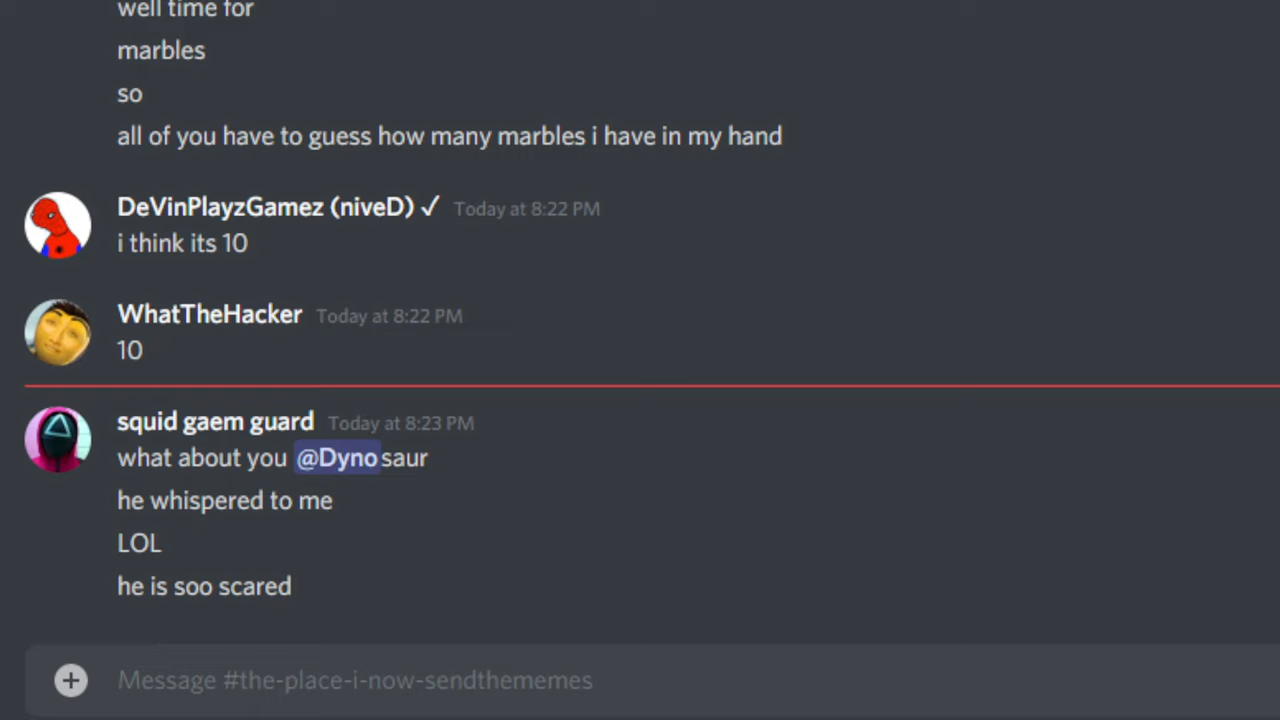 well time for
marbles
so
all of you have to guess how many marbles i have in my hand
DeVinPlayzGamez (niveD) ✓ Today at 8:22 PM
i think its 10
WhatTheHacker Today at 8:22 PM
10
squid gaem guard Today at 8:23 PM
what about you @Dynosaur
he whispered to me
LOL
he is soo scared
Message #the-place-i-now-sendthememes